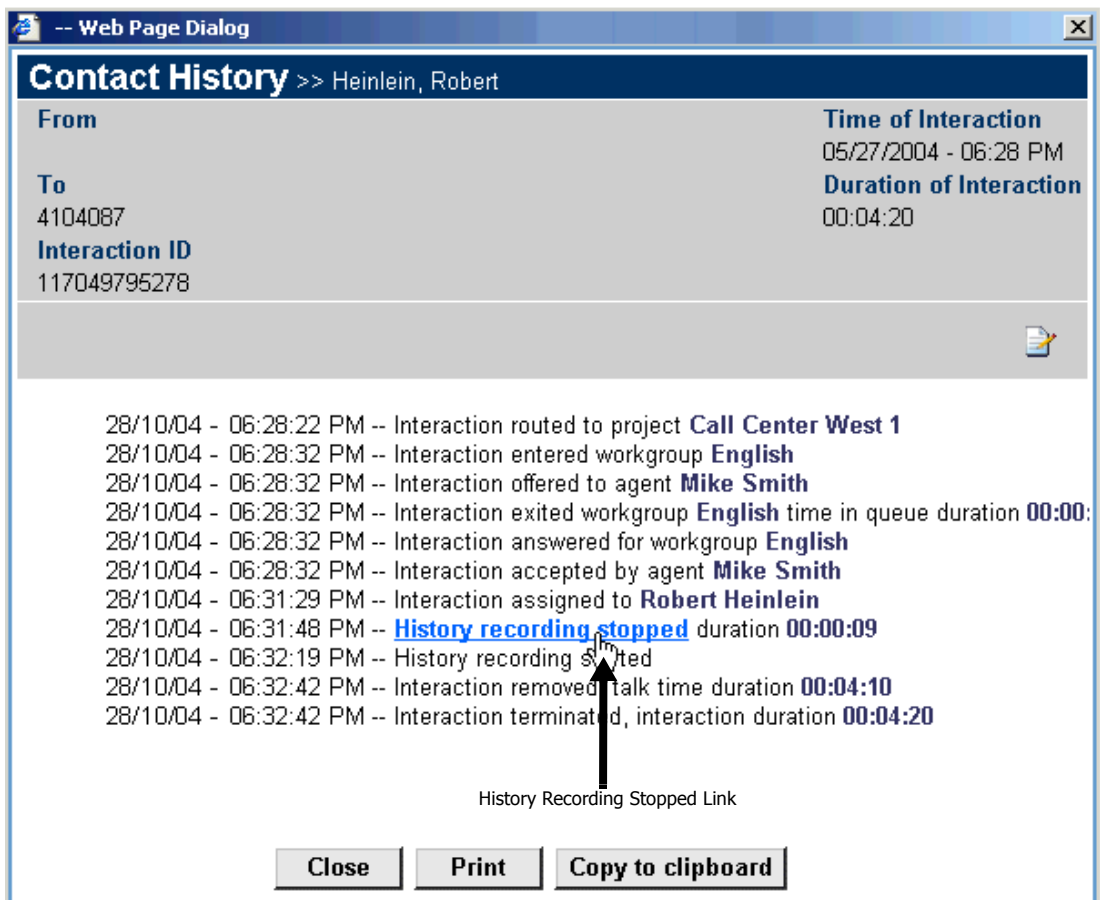 -- Web Page Dialog
Contact History >> Heinlein, Robert
From
Time of Interaction
05/27/2004 - 06:28 PM
To
Duration of Interaction
4104087
00:04:20
Interaction ID
117049795278
28/10/04 - 06:28:22 PM -- Interaction routed to project Call Center West 1
28/10/04 - 06:28:32 PM -- Interaction entered workgroup English
28/10/04 - 06:28:32 PM -- Interaction offered to agent Mike Smith
28/10/04 - 06:28:32 PM -- Interaction exited workgroup English time in queue duration 00:00:
28/10/04 - 06:28:32 PM -- Interaction answered for workgroup English
28/10/04 - 06:28:32 PM -- Interaction accepted by agent Mike Smith
28/10/04 - 06:31:29 PM -- Interaction assigned to Robert Heinlein
28/10/04 - 06:31:48 PM -- History recording stopped duration 00:00:09
28/10/04 - 06:32:19 PM -- History recording
28/10/04 - 06:32:42 PM -- Interaction removed, talk time duration 00:04:10
28/10/04 - 06:32:42 PM -- Interaction terminated, interaction duration 00:04:20
History Recording Stopped Link
Close Print Copy to clipboard